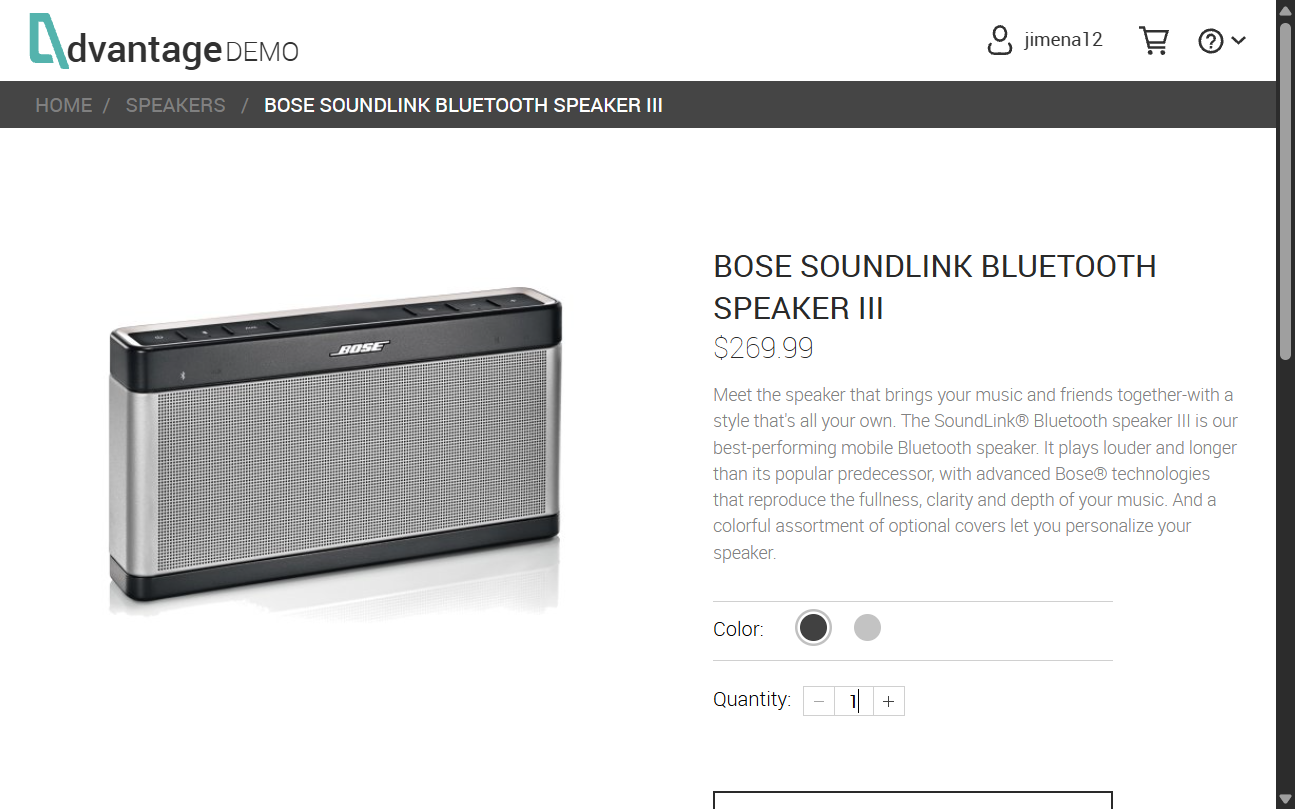 dvantage DEMO
jimena12
HOME / SPEAKERS / BOSE SOUNDLINK BLUETOOTH SPEAKER III
BOSE
BOSE SOUNDLINK BLUETOOTH
SPEAKER III
$269.99
Meet the speaker that brings your music and friends together-with a
style that's all your own. The SoundLink® Bluetooth speaker III is our
best-performing mobile Bluetooth speaker. It plays louder and longer
than its popular predecessor, with advanced Bose® technologies
that reproduce the fullness, clarity and depth of your music. And a
colorful assortment of optional covers let you personalize your
speaker.
Color:
Quantity: − 1 +